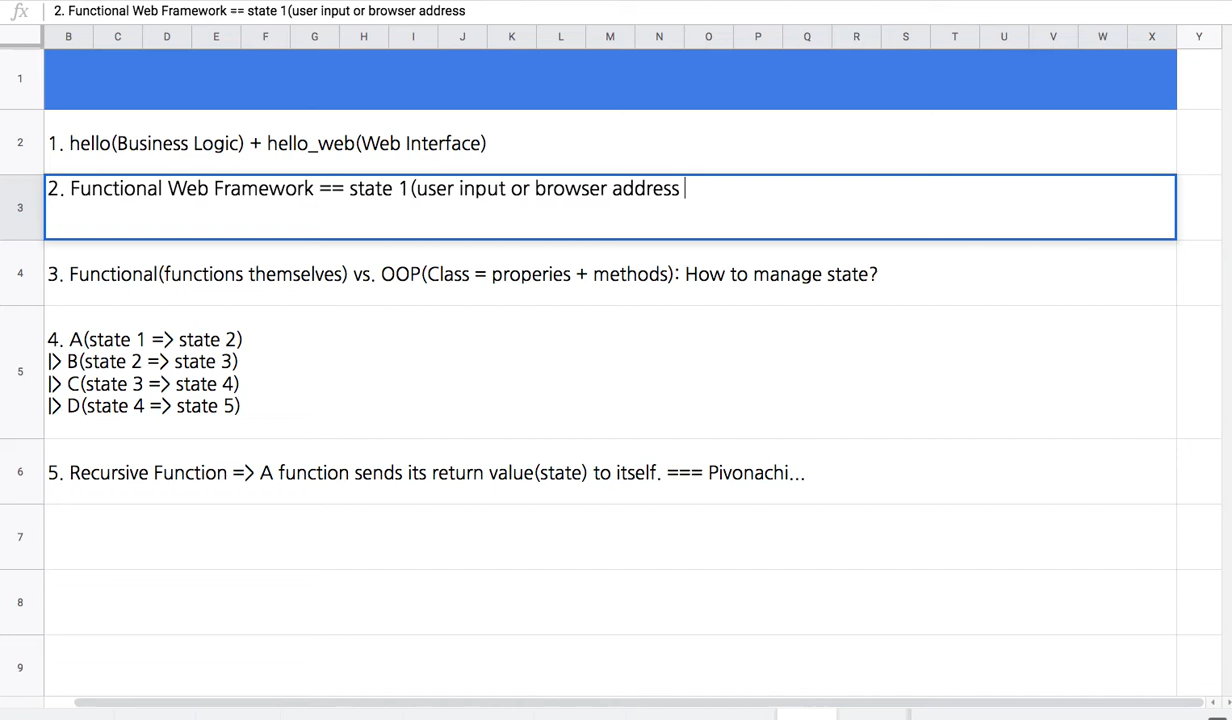 fx 2. Functional Web Framework == state 1(user input or browser address
B C D E F G H I J K L M N O P Q R S T U V W X Y
1
2 1. hello(Business Logic) + hello_web(Web Interface)
3 2. Functional Web Framework == state 1(user input or browser address
4 3. Functional(functions themselves) vs. OOP(Class = properies + methods): How to manage state?
4. A(state 1 => state 2)
5 |> B(state 2 => state 3)
|> C(state 3 => state 4)
|> D(state 4 => state 5)
6 5. Recursive Function => A function sends its return value(state) to itself. === Pivonachi...
7
8
9